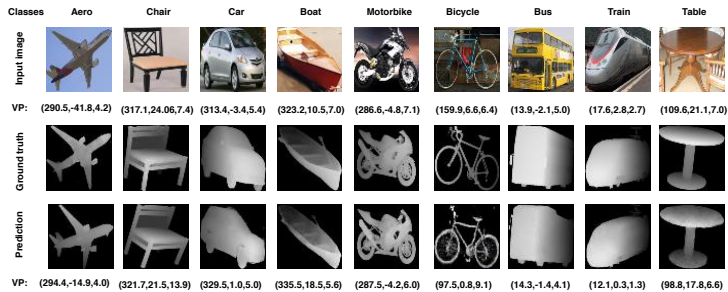 Classes Aero Chair Car Boat Motorbike Bicycle Bus Train Table
Input image
VP: (290.5,-41.8,4.2) (317.1,24.06,7.4) (313.4,-3.4,5.4) (323.2,10.5,7.0) (286.6,-4.8,7.1) (159.9,6.6,6.4) (13.9,-2.1,5.0) (17.6,2.8,2.7) (109.6,21.1,7.0)
Ground truth
Prediction
VP: (294.4,-14.9,4.0) (321.7,21.5,13.9) (329.5,1.0,5.0) (335.5,18.5,5.6) (287.5,-4.2,6.0) (97.5,0.8,9.1) (14.3,-1.4,4.1) (12.1,0.3,1.3) (98.8,17.8,6.6)